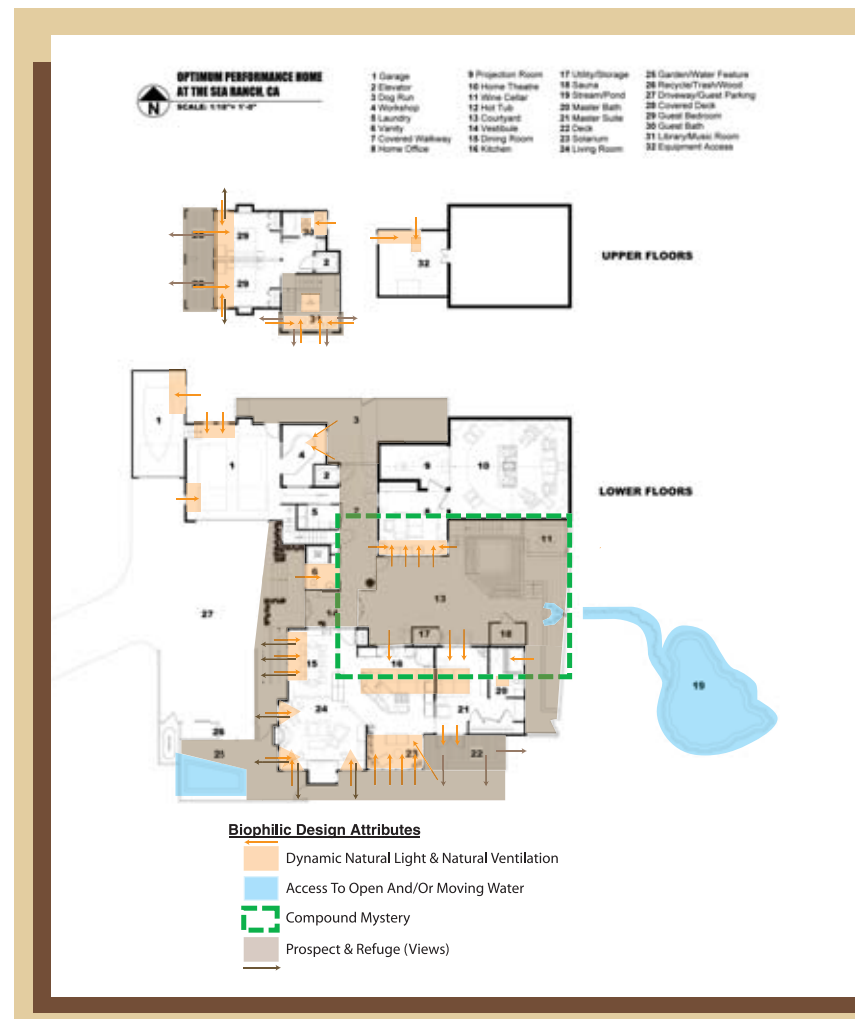 OPTIMUM PERFORMANCE HOME
AT THE SEA RANCH, CA
SCALE: 1/16"= 1'-0"
N
1 Garage
2 Elevator
3 Dog Run
4 Workshop
5 Laundry
6 Vanity
7 Covered Walkway
8 Home Office
9 Projection Room
10 Home Theatre
11 Wine Cellar
12 Hot Tub
13 Courtyard
14 Vestibule
15 Dining Room
16 Kitchen
17 Utility/Storage
18 Sauna
19 Stream/Pond
20 Master Bath
21 Master Suite
22 Deck
23 Solarium
24 Living Room
25 Garden/Water Feature
26 Recycle/Trash/Wood
27 Driveway/Guest Parking
28 Covered Deck
29 Guest Bedroom
30 Guest Bath
31 Library/Music Room
32 Equipment Access
29
30
2
29
31
32
UPPER FLOORS
1
3
1
4
2
9
10
LOWER FLOORS
5
7
8
11
6
13
27
17
18
15
16
19
20
24
21
26
25
23
22
Biophilic Design Attributes
Dynamic Natural Light & Natural Ventilation
Access To Open And/Or Moving Water
Compound Mystery
Prospect & Refuge (Views)